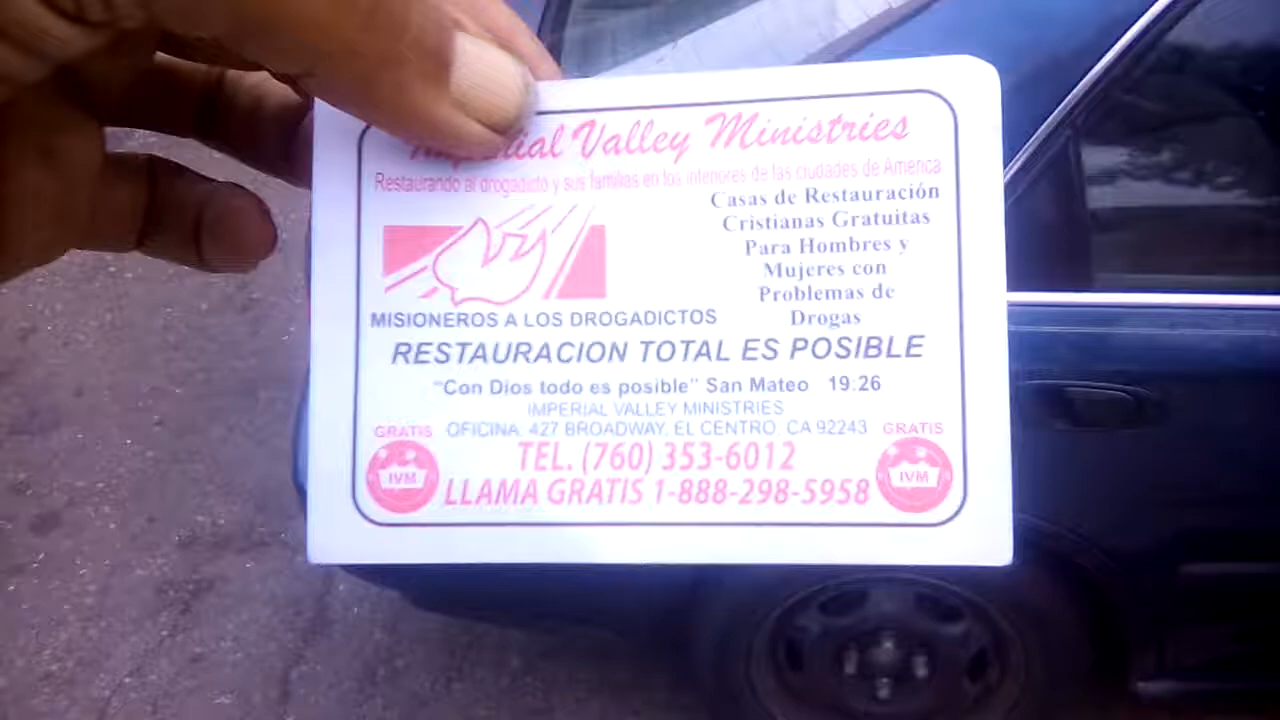 Imperial Valley Ministries
Restaurando al drogadicto y sus familias en los interiores de las ciudades de America
Casas de Restauración
Cristianas Gratuitas
Para Hombres y
Mujeres con
Problemas de
Drogas
MISIONEROS A LOS DROGADICTOS
RESTAURACION TOTAL ES POSIBLE
"Con Dios todo es posible" San Mateo 19:26
IMPERIAL VALLEY MINISTRIES
OFICINA. 427 BROADWAY, EL CENTRO, CA 92243
GRATIS
IVM
GRATIS
IVM
TEL. (760) 353-6012
LLAMA GRATIS 1-888-298-5958